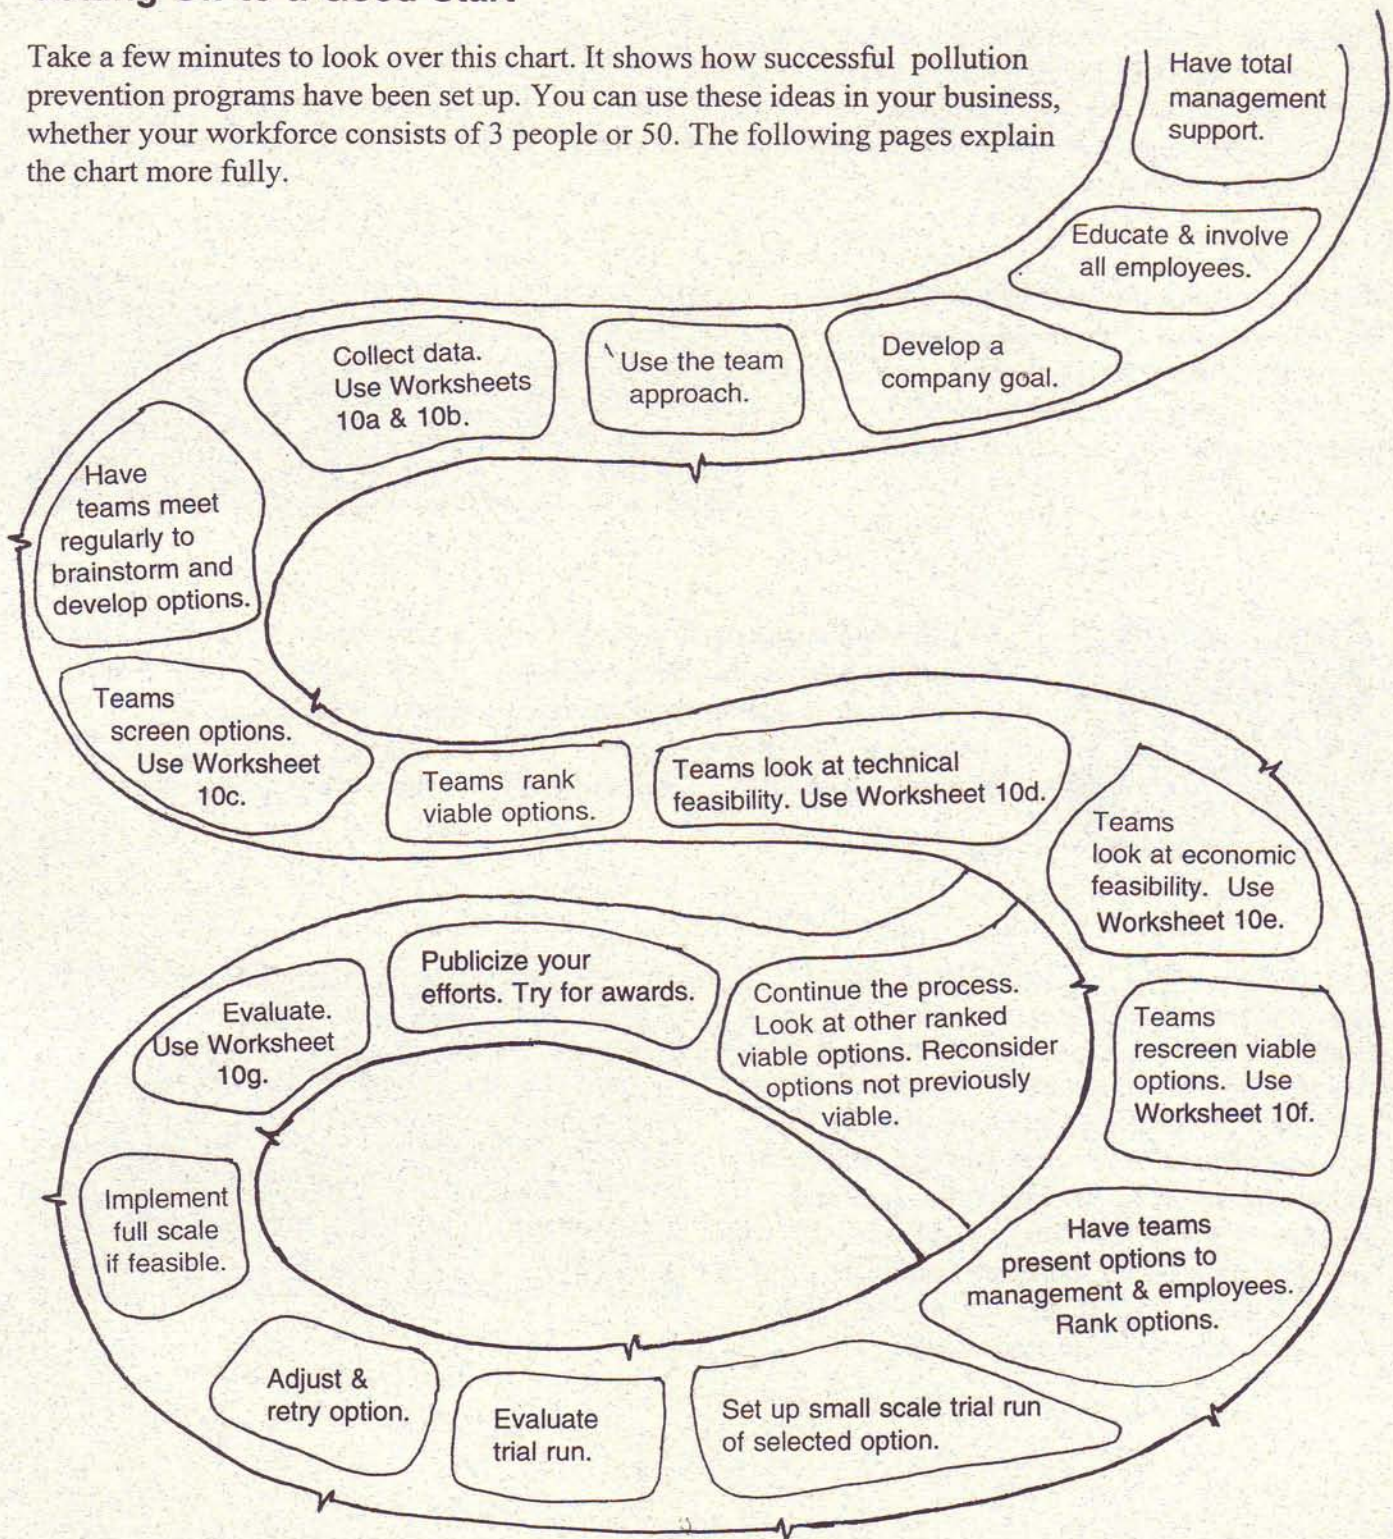 Take a few minutes to look over this chart. It shows how successful pollution
prevention programs have been set up. You can use these ideas in your business,
whether your workforce consists of 3 people or 50. The following pages explain
the chart more fully.
Have total
management
support.
Educate & involve
all employees.
Develop a
company goal.
Use the team
approach.
Collect data.
Use Worksheets
10a & 10b.
Have
teams meet
regularly to
brainstorm and
develop options.
Teams
screen options.
Use Worksheet
10c.
Teams rank
viable options.
Teams look at technical
feasibility. Use Worksheet 10d.
Teams
look at economic
feasibility. Use
Worksheet 10e.
Teams
rescreen viable
options. Use
Worksheet 10f.
Have teams
present options to
management & employees.
Rank options.
Set up small scale trial run
of selected option.
Evaluate
trial run.
Adjust &
retry option.
Implement
full scale
if feasible.
Evaluate.
Use Worksheet
10g.
Publicize your
efforts. Try for awards.
Continue the process.
Look at other ranked
viable options. Reconsider
options not previously
viable.